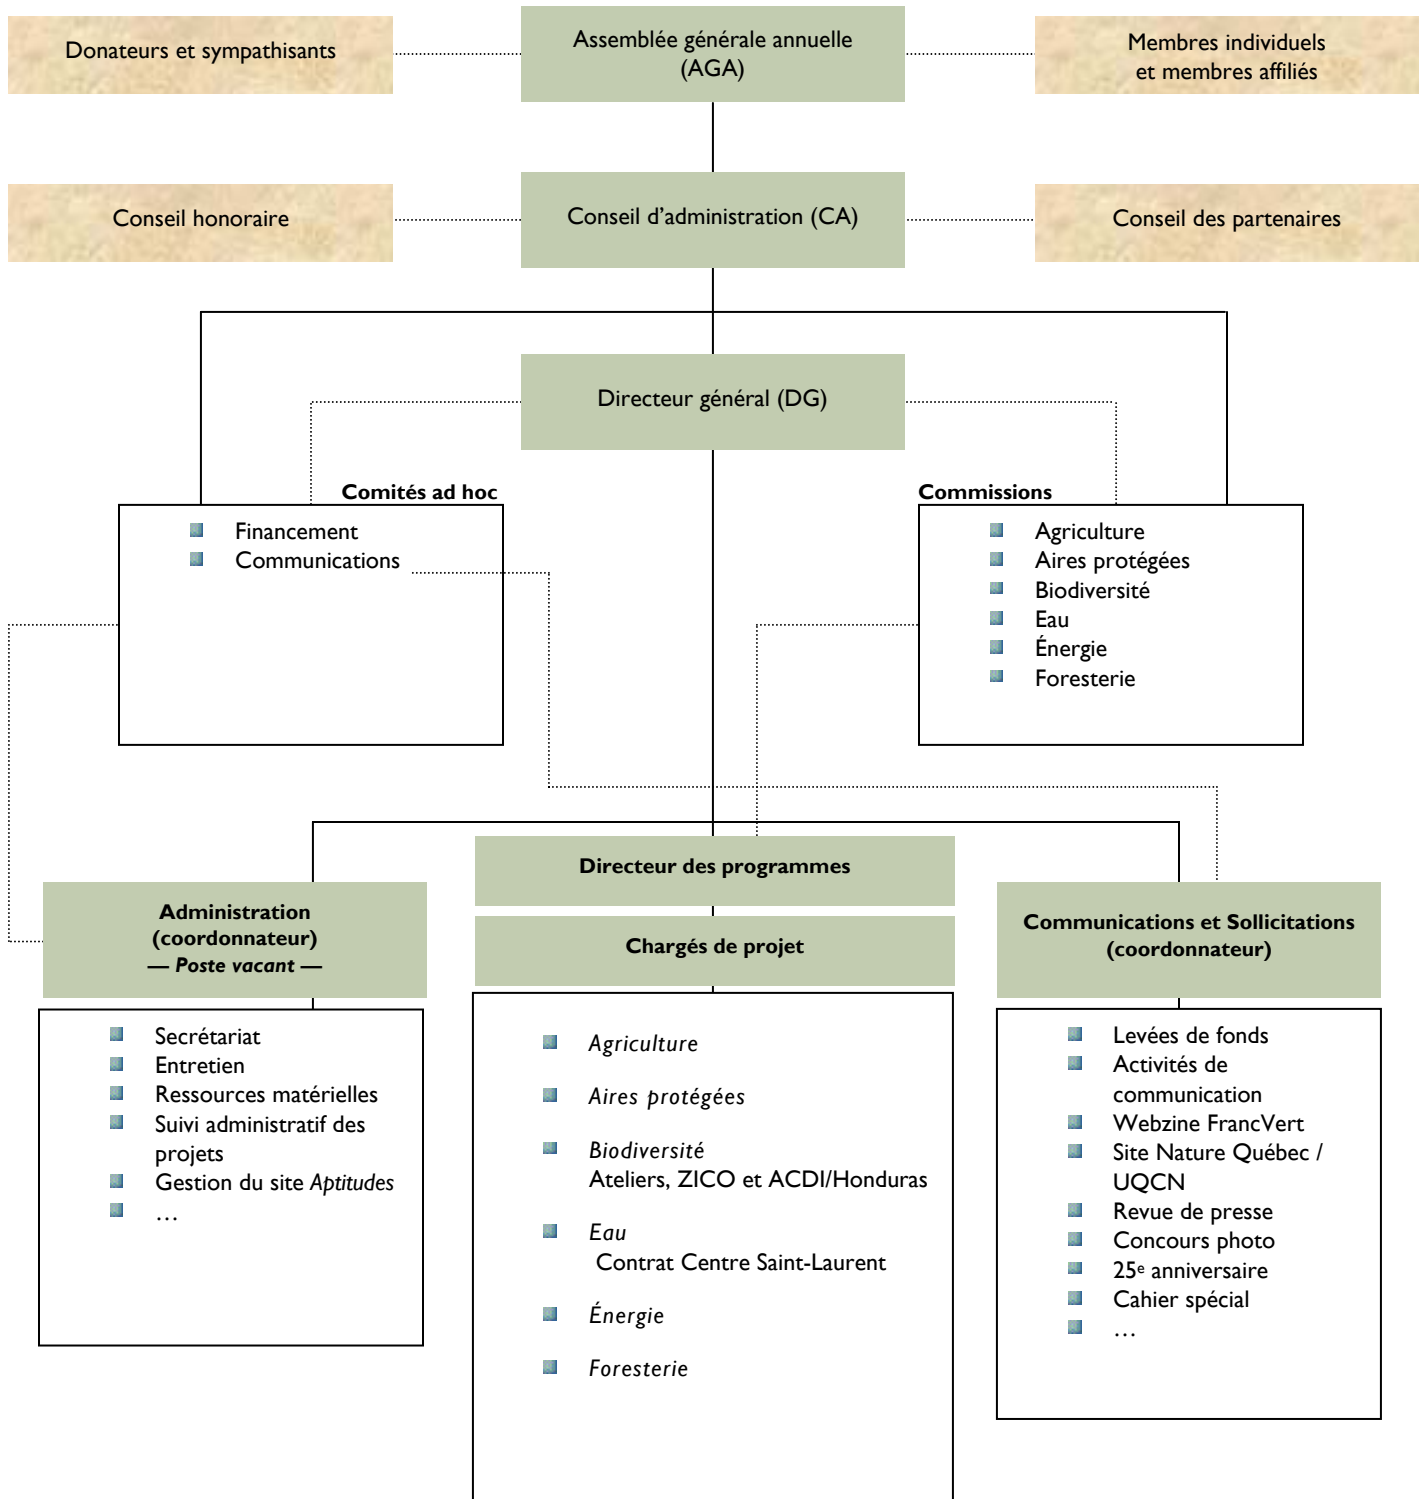 Donateurs et sympathisants
Assemblée générale annuelle
(AGA)
Membres individuels
et membres affiliés
Conseil honoraire
Conseil d’administration (CA)
Conseil des partenaires
Directeur général (DG)
Comités ad hoc
Financement
Communications
Commissions
Agriculture
Aires protégées
Biodiversité
Eau
Énergie
Foresterie
Administration
(coordonnateur)
— Poste vacant —
Secrétariat
Entretien
Ressources matérielles
Suivi administratif des
projets
Gestion du site Aptitudes
…
Directeur des programmes
Chargés de projet
Agriculture
Aires protégées
Biodiversité
Ateliers, ZICO et ACDI/Honduras
Eau
Contrat Centre Saint-Laurent
Énergie
Foresterie
Communications et Sollicitations
(coordonnateur)
Levées de fonds
Activités de
communication
Webzine FrancVert
Site Nature Québec /
UQCN
Revue de presse
Concours photo
25e anniversaire
Cahier spécial
…